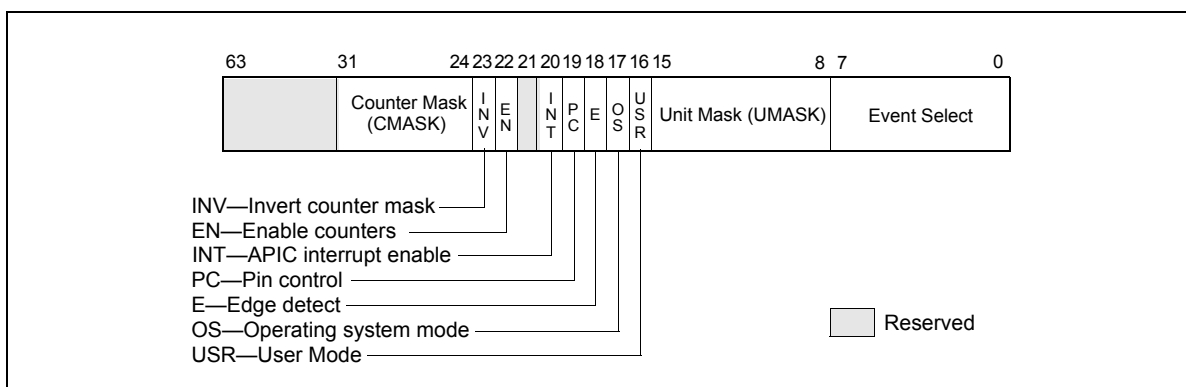 63 31 24 23 22 21 20 19 18 17 16 15 8 7 0
Counter Mask (CMASK)
INV
EN
INT
PC
E
OS
USR
Unit Mask (UMASK)
Event Select
INV—Invert counter mask
EN—Enable counters
INT—APIC interrupt enable
PC—Pin control
E—Edge detect
OS—Operating system mode
USR—User Mode
Reserved